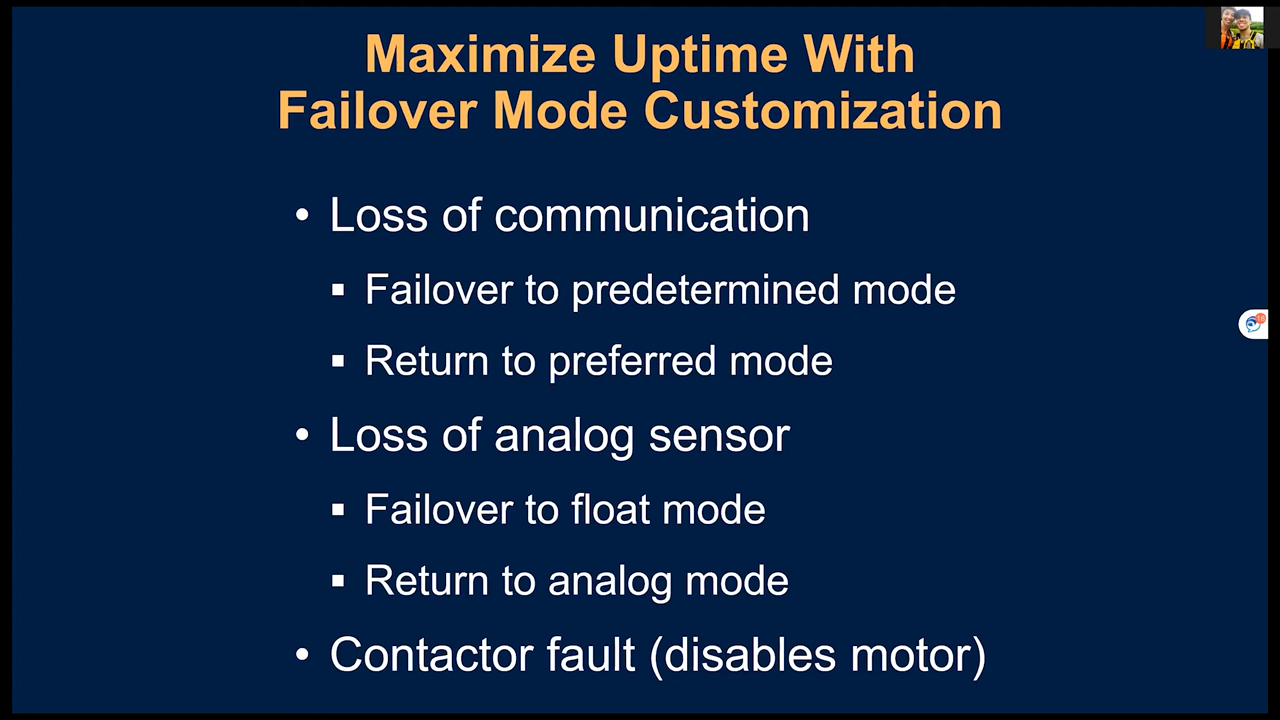 Maximize Uptime With
Failover Mode Customization
• Loss of communication
▪ Failover to predetermined mode
▪ Return to preferred mode
• Loss of analog sensor
▪ Failover to float mode
▪ Return to analog mode
• Contactor fault (disables motor)